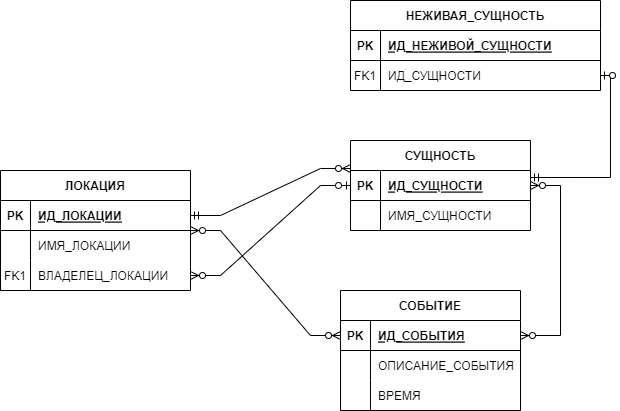 НЕЖИВАЯ_СУЩНОСТЬ
PK ИД_НЕЖИВОЙ_СУЩНОСТИ
FK1 ИД_СУЩНОСТИ
СУЩНОСТЬ
PK ИД_СУЩНОСТИ
ИМЯ_СУЩНОСТИ
ЛОКАЦИЯ
PK ИД_ЛОКАЦИИ
ИМЯ_ЛОКАЦИИ
FK1 ВЛАДЕЛЕЦ_ЛОКАЦИИ
СОБЫТИЕ
PK ИД_СОБЫТИЯ
ОПИСАНИЕ_СОБЫТИЯ
ВРЕМЯ